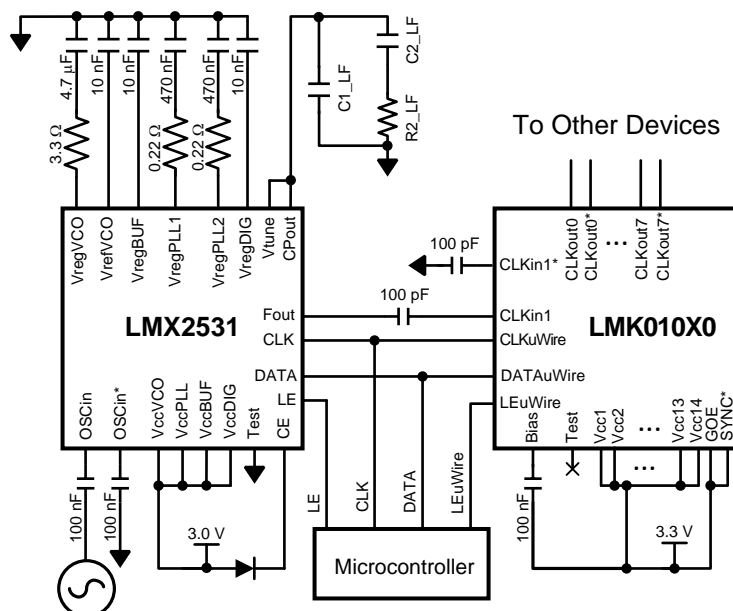 4.7 μF
10 nF
10 nF
470 nF
470 nF
10 nF
3.3 Ω
0.22 Ω
0.22 Ω
C1_LF
C2_LF
R2_LF
To Other Devices
VregVCO
VrefVCO
VregBUF
VregPLL1
VregPLL2
VregDIG
Vtune
CPout
CLKout0
CLKout0*
...
CLKout7
CLKout7*
100 pF
CLKin1*
100 pF
Fout
CLKin1
LMX2531
LMK010X0
CLK
CLKuWire
DATA
DATAuWire
LE
LEuWire
OSCin
OSCin*
VccVCO
VccPLL
VccBUF
VccDIG
Test
CE
Bias
Test
Vcc1
Vcc2
...
Vcc13
Vcc14
GOE
SYNC*
...
100 nF
100 nF
3.0 V
LE
CLK
DATA
LEuWire
100 nF
3.3 V
Microcontroller